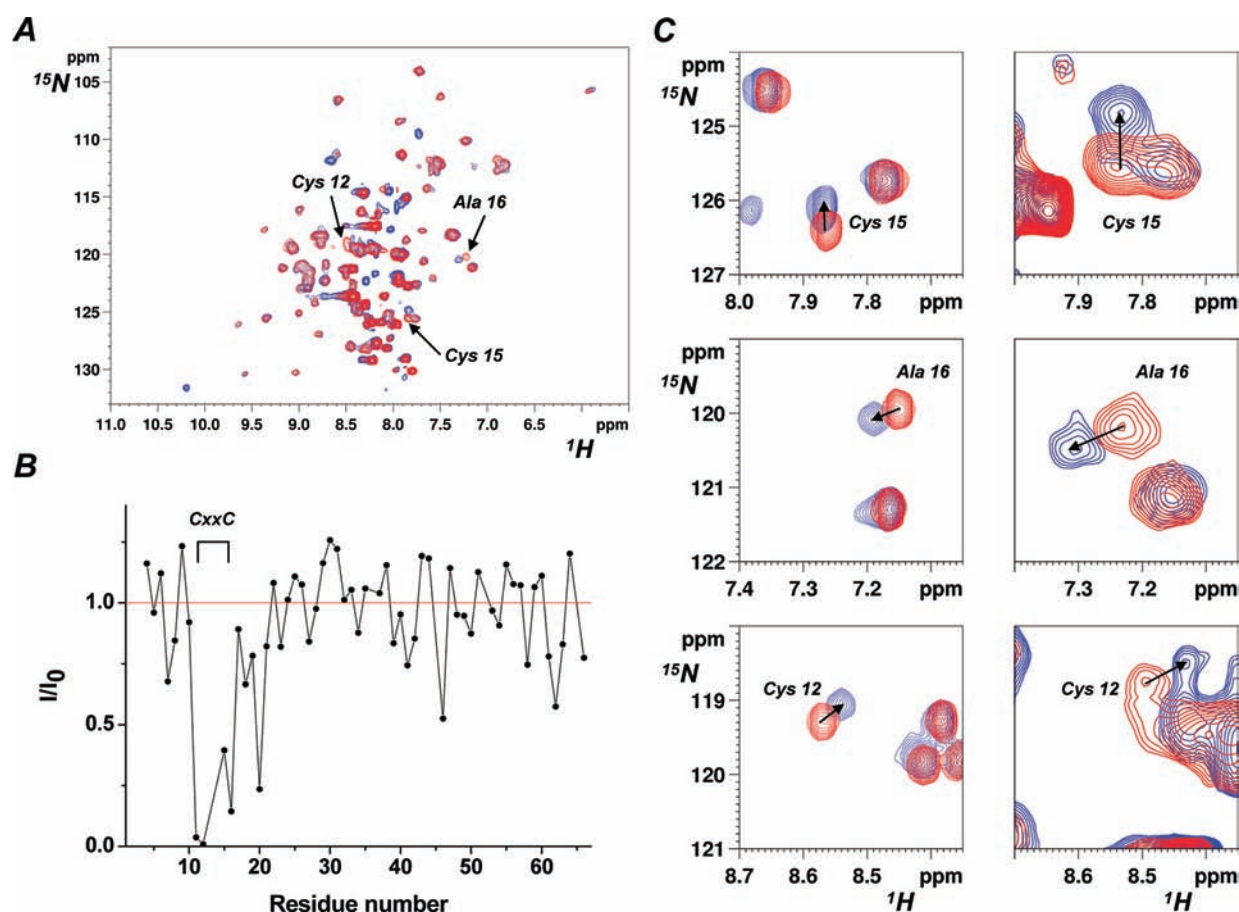 A
ppm
15N
105
110
115
120
125
130
Cys 12
Ala 16
Cys 15
11.0 10.5 9.5 9.0 8.5 8.0 7.5 7.0 6.5 ppm
1H
B
CxxC
1.0
0.5
0.0
I/I0
10 20 30 40 50 60
Residue number
C
ppm
15N
125
126
127
Cys 15
8.0 7.9 7.8 ppm
Cys 15
7.9 7.8 ppm
ppm
15N
120
121
122
Ala 16
7.4 7.3 7.2 ppm
Ala 16
7.3 7.2 ppm
ppm
15N
119
120
121
Cys 12
8.7 8.6 8.5 ppm
1H
Cys 12
8.6 8.5 ppm
1H